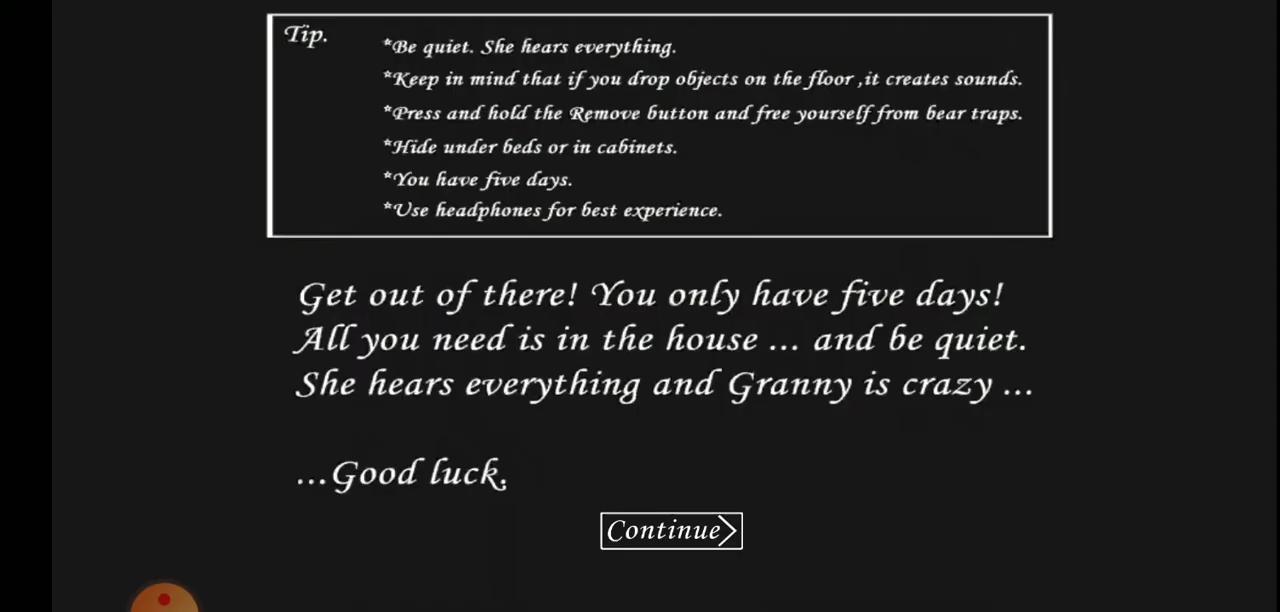 Tip.
*Be quiet. She hears everything.
*Keep in mind that if you drop objects on the floor ,it creates sounds.
*Press and hold the Remove button and free yourself from bear traps.
*Hide under beds or in cabinets.
*You have five days.
*Use headphones for best experience.
Get out of there! You only have five days!
All you need is in the house ... and be quiet.
She hears everything and Granny is crazy ...
...Good luck.
Continue>